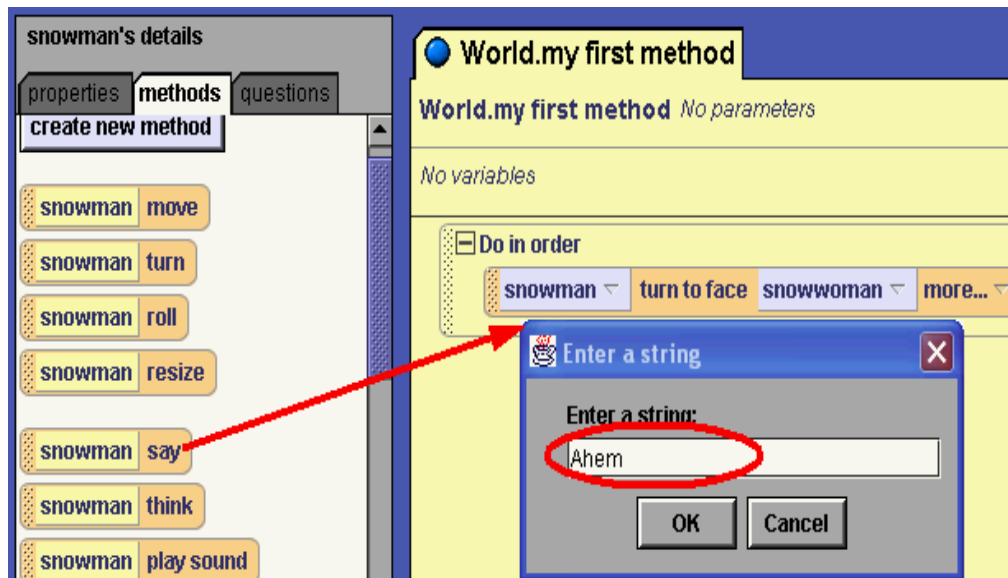 snowman's details
properties methods questions
create new method
snowman move
snowman turn
snowman roll
snowman resize
snowman say
snowman think
snowman play sound
World.my first method
World.my first method No parameters
No variables
Do in order
snowman turn to face snowwoman more...
Enter a string
Enter a string:
Ahem
OK Cancel